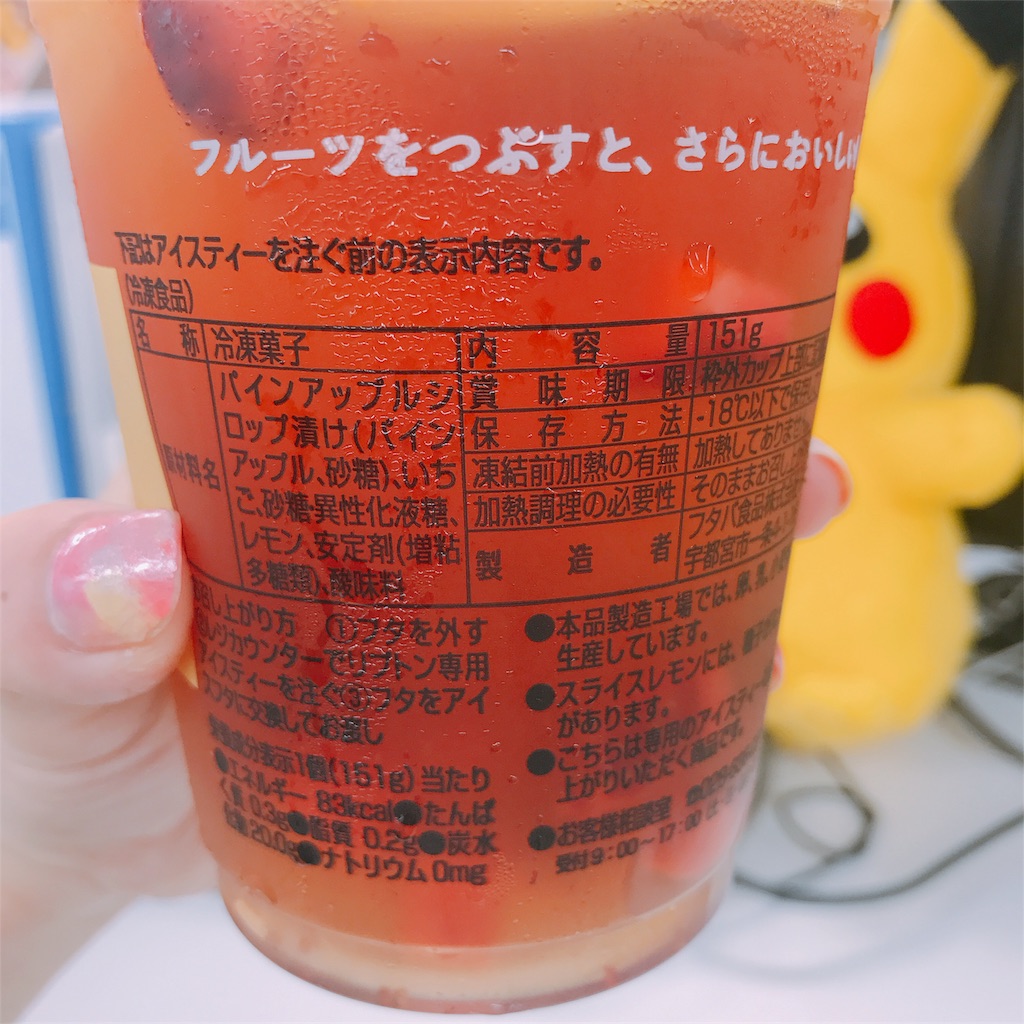 フルーツをつぶすと、さらにおいしい
下記はアイスティーを注ぐ前の表示内容です。
(冷凍食品)
名 称 冷凍菓子
原材料名 パインアップルシ
ロップ漬け(パイン
アップル、砂糖)、いち
ご、砂糖・異性化液糖、
レモン、安定剤(増粘
多糖類)、酸味料
内 容 量 151g
賞 味 期 限 枠外カップ上部に
保 存 方 法 -18℃以下で保存
凍結前加熱の有無 加熱してありません
加熱調理の必要性 そのままお召し上
製 造 者 フタバ食品株式会
宇都宮市一条
召し上がり方 ①フタを外す
②レジカウンターでリプトン専用
アイスティーを注ぐ③フタをアイ
スフタに交換してお渡し
栄養成分表示1個(151g)当たり
●エネルギー 83kcal●たんぱ
く質 0.3g●脂質 0.2g●炭水
化物 20.0g●ナトリウム 0mg
●本品製造工場では、卵、
生産しています。
●スライスレモンには、種子が
があります。
●こちらは専用のアイスティー
上がりいただく商品です。
●お客様相談室
受付9:00〜17:00